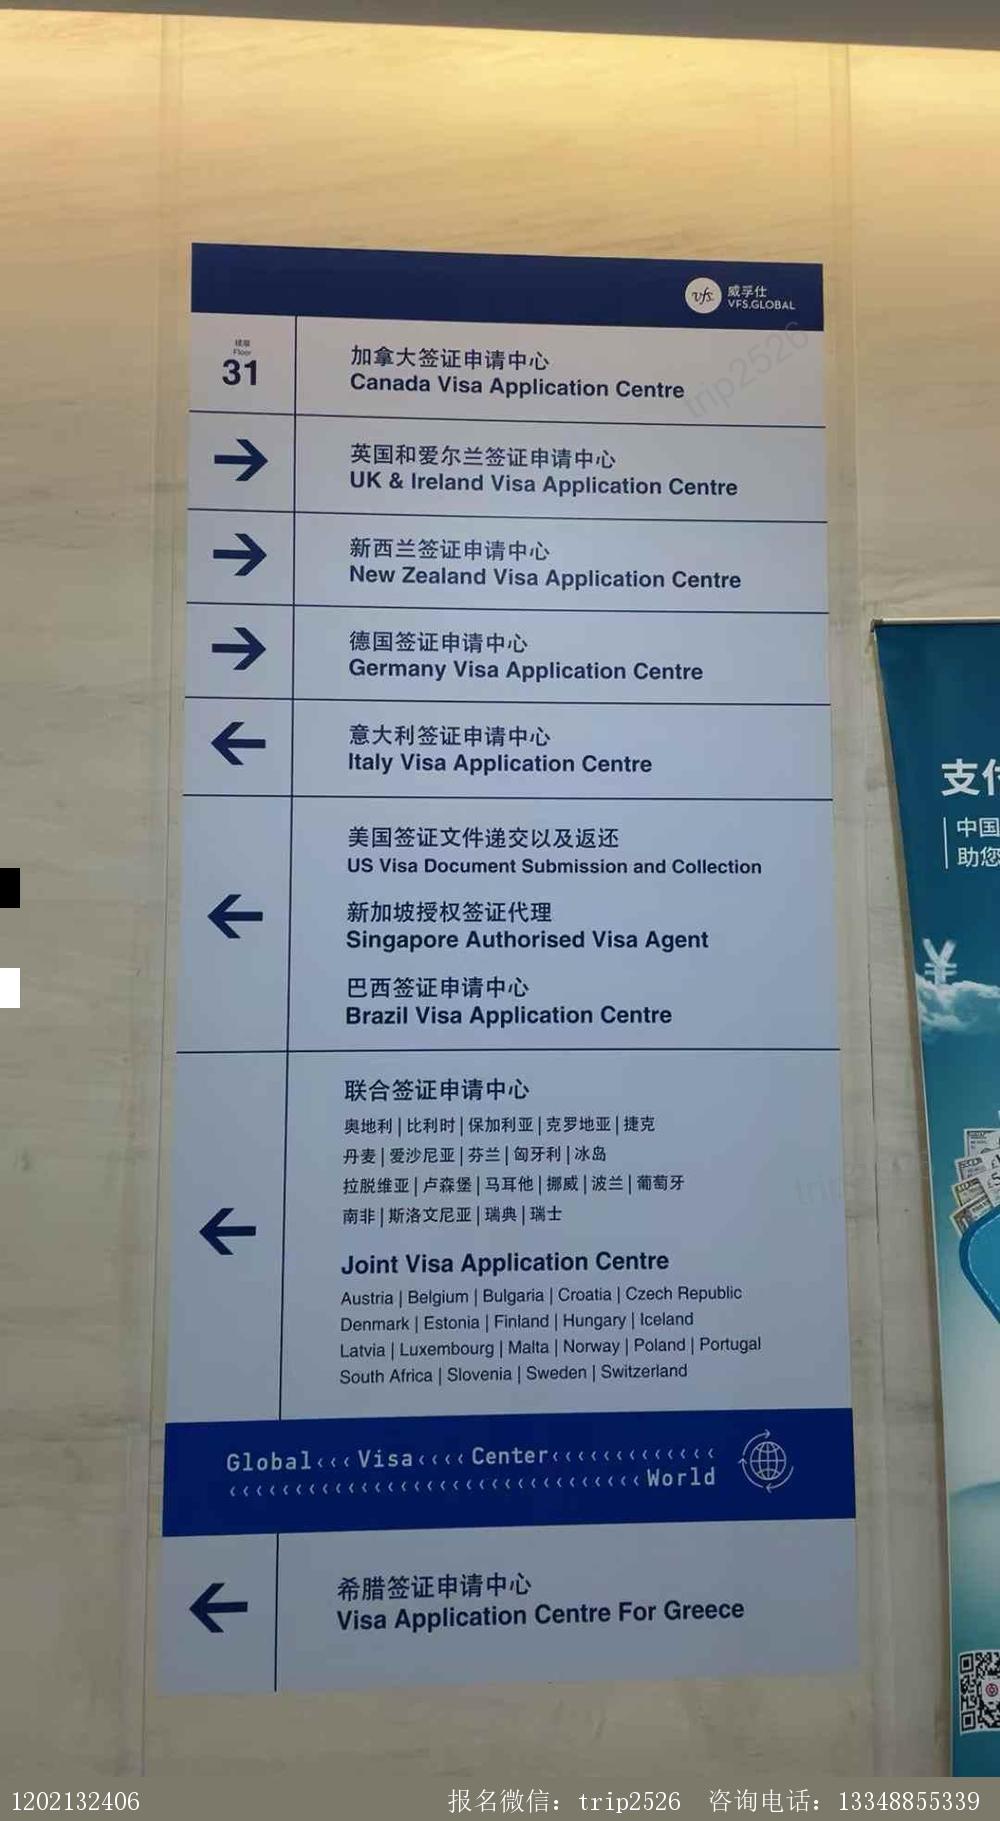 vfs. 威孚仕
VFS.GLOBAL
楼层
Floor
31
加拿大签证申请中心
Canada Visa Application Centre
英国和爱尔兰签证申请中心
UK & Ireland Visa Application Centre
新西兰签证申请中心
New Zealand Visa Application Centre
德国签证申请中心
Germany Visa Application Centre
意大利签证申请中心
Italy Visa Application Centre
美国签证文件递交以及返还
US Visa Document Submission and Collection
新加坡授权签证代理
Singapore Authorised Visa Agent
巴西签证申请中心
Brazil Visa Application Centre
联合签证申请中心
奥地利|比利时|保加利亚|克罗地亚|捷克
丹麦|爱沙尼亚|芬兰|匈牙利|冰岛
拉脱维亚|卢森堡|马耳他|挪威|波兰|葡萄牙
南非|斯洛文尼亚|瑞典|瑞士
Joint Visa Application Centre
Austria | Belgium | Bulgaria | Croatia | Czech Republic
Denmark | Estonia | Finland | Hungary | Iceland
Latvia | Luxembourg | Malta | Norway | Poland | Portugal
South Africa | Slovenia | Sweden | Switzerland
Global‹‹‹Visa‹‹‹‹Center‹‹‹‹‹‹‹‹‹‹‹‹‹
‹‹‹‹‹‹‹‹‹‹‹‹‹‹‹‹‹‹‹‹‹‹‹‹‹‹‹‹‹‹‹‹World
希腊签证申请中心
Visa Application Centre For Greece
支付
中国
助您
¥
trip2526
1202132406
报名微信：trip2526 咨询电话：13348855339